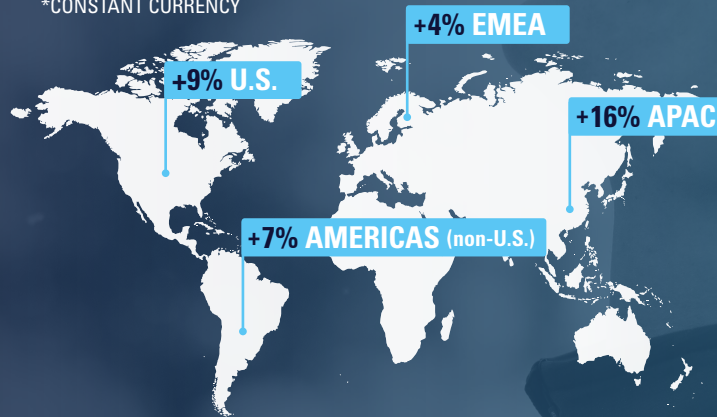 *CONSTANT CURRENCY
+4% EMEA
+9% U.S.
+16% APAC
+7% AMERICAS (non-U.S.)